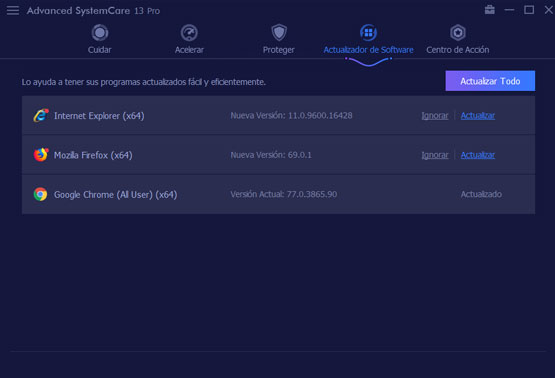 Advanced SystemCare 13 Pro
Cuidar Acelerar Proteger Actualizador de Software Centro de Acción
Lo ayuda a tener sus programas actualizados fácil y eficientemente. Actualizar Todo
Internet Explorer (x64) Nueva Versión: 11.0.9600.16428 Ignorar Actualizar
Mozilla Firefox (x64) Nueva Versión: 69.0.1 Ignorar Actualizar
Google Chrome (All User) (x64) Versión Actual: 77.0.3865.90 Actualizado